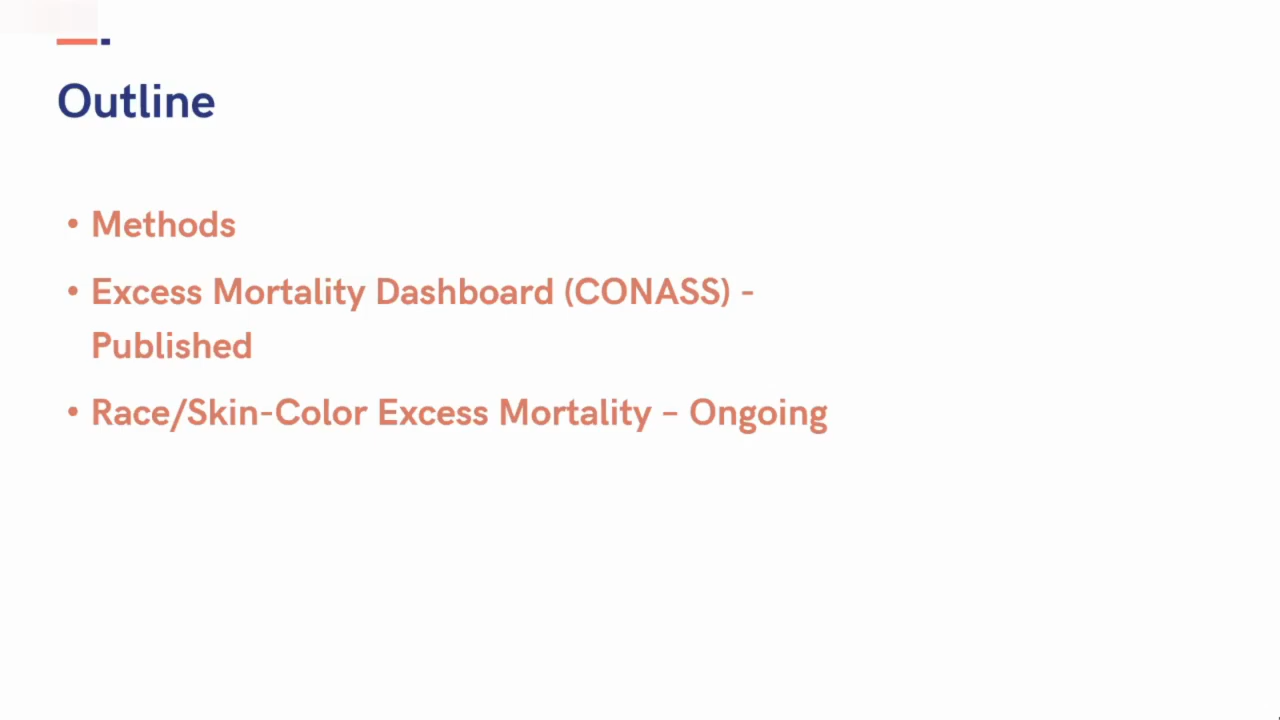 Outline
• Methods
• Excess Mortality Dashboard (CONASS) -
Published
• Race/Skin-Color Excess Mortality – Ongoing